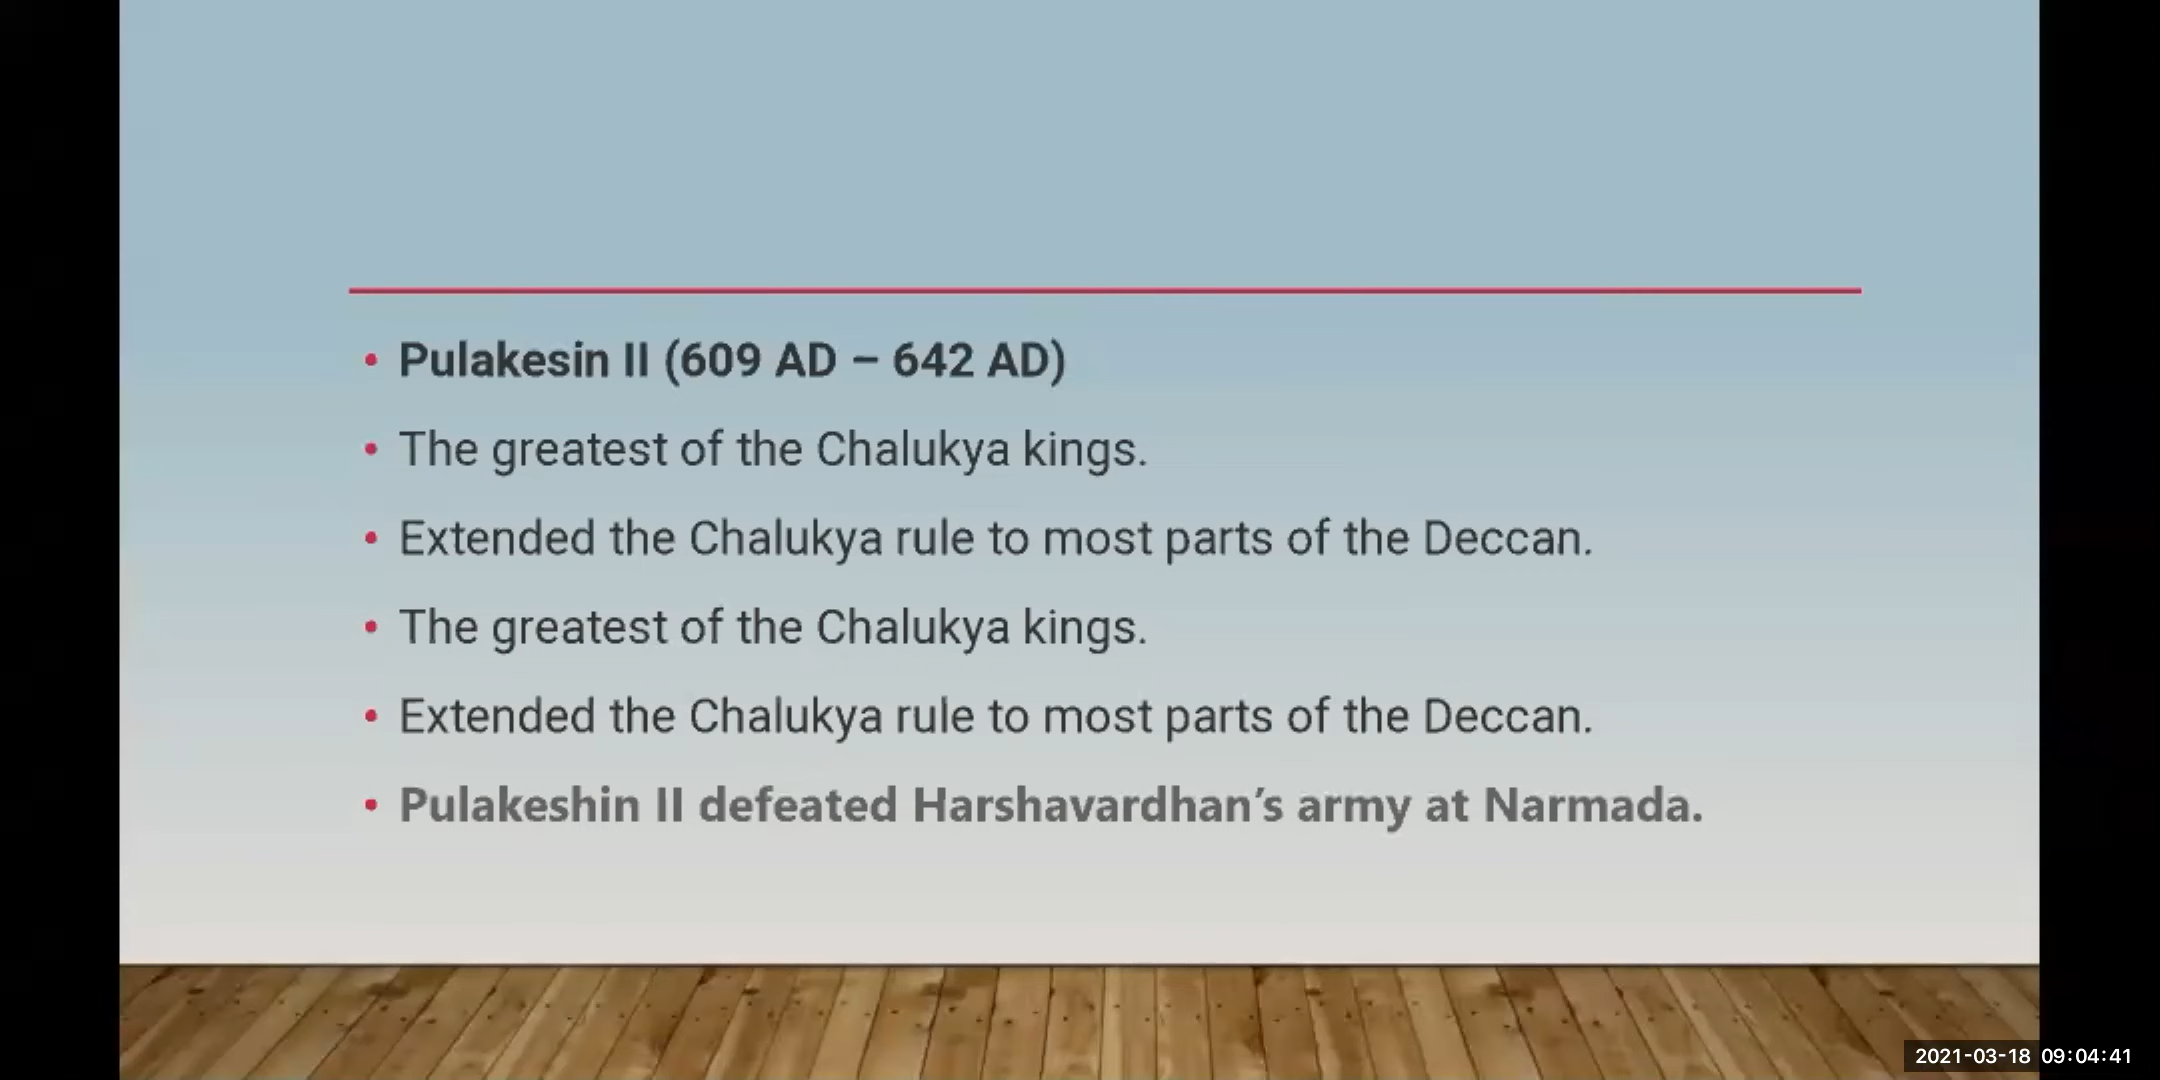 • Pulakesin II (609 AD – 642 AD)
• The greatest of the Chalukya kings.
• Extended the Chalukya rule to most parts of the Deccan.
• The greatest of the Chalukya kings.
• Extended the Chalukya rule to most parts of the Deccan.
• Pulakeshin II defeated Harshavardhan’s army at Narmada.
2021-03-18 09:04:41